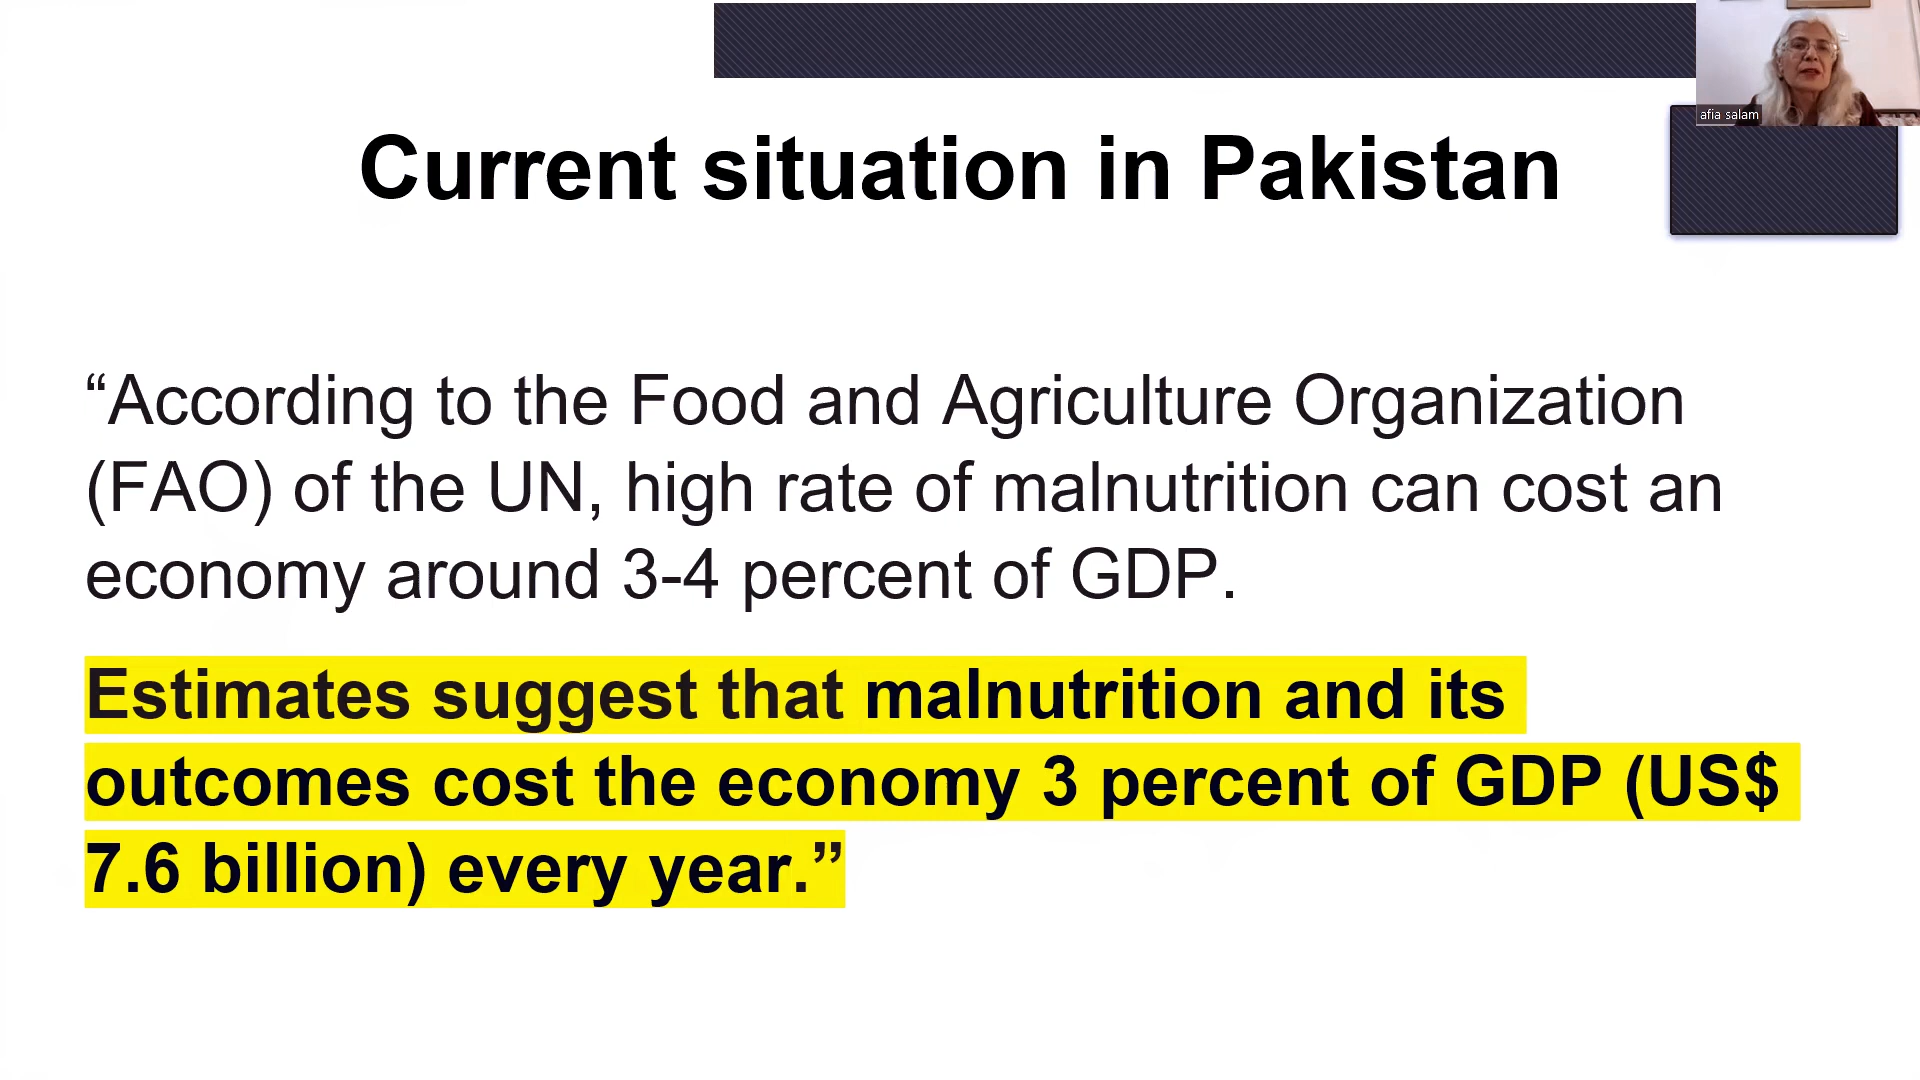 afia salam
Current situation in Pakistan
“According to the Food and Agriculture Organization
(FAO) of the UN, high rate of malnutrition can cost an
economy around 3-4 percent of GDP.
Estimates suggest that malnutrition and its
outcomes cost the economy 3 percent of GDP (US$
7.6 billion) every year.”